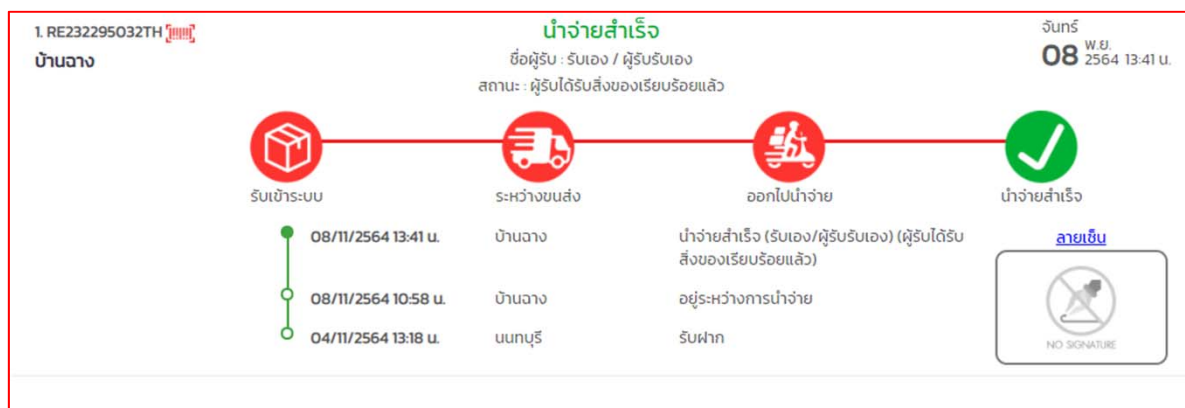 1. RE232295032TH
บ้านฉาง
นำจ่ายสำเร็จ
ชื่อผู้รับ : รับเอง / ผู้รับรับเอง
สถานะ : ผู้รับได้รับสิ่งของเรียบร้อยแล้ว
จันทร์
08 พ.ย. 2564 13:41 น.
รับเข้าระบบ
ระหว่างขนส่ง
ออกไปนำจ่าย
นำจ่ายสำเร็จ
08/11/2564 13:41 น. บ้านฉาง นำจ่ายสำเร็จ (รับเอง/ผู้รับรับเอง) (ผู้รับได้รับ
สิ่งของเรียบร้อยแล้ว)
ลายเซ็น
08/11/2564 10:58 น. บ้านฉาง อยู่ระหว่างการนำจ่าย
04/11/2564 13:18 น. นนทบุรี รับฝาก
NO SIGNATURE